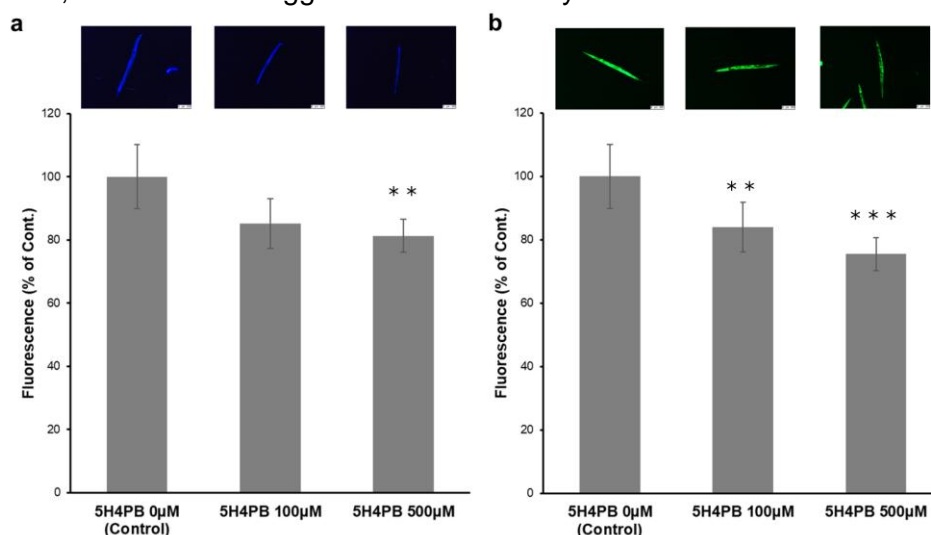 a
120
100
80
60
40
20
0
Fluorescence (% of Cont.)
* *
5H4PB 0μM
(Control)
5H4PB 100μM
5H4PB 500μM
b
120
100
80
60
40
20
0
Fluorescence (% of Cont.)
* *
* * *
5H4PB 0μM
(Control)
5H4PB 100μM
5H4PB 500μM